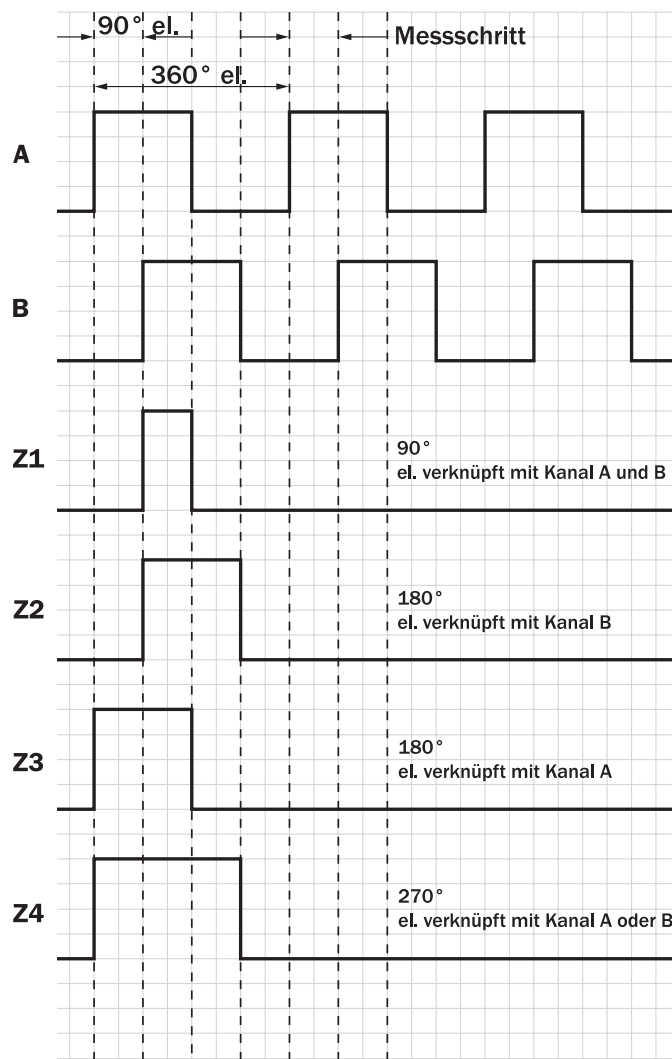 90° el.
Messschritt
360° el.
A
B
Z1
90°
el. verknüpft mit Kanal A und B
Z2
180°
el. verknüpft mit Kanal B
Z3
180°
el. verknüpft mit Kanal A
Z4
270°
el. verknüpft mit Kanal A oder B